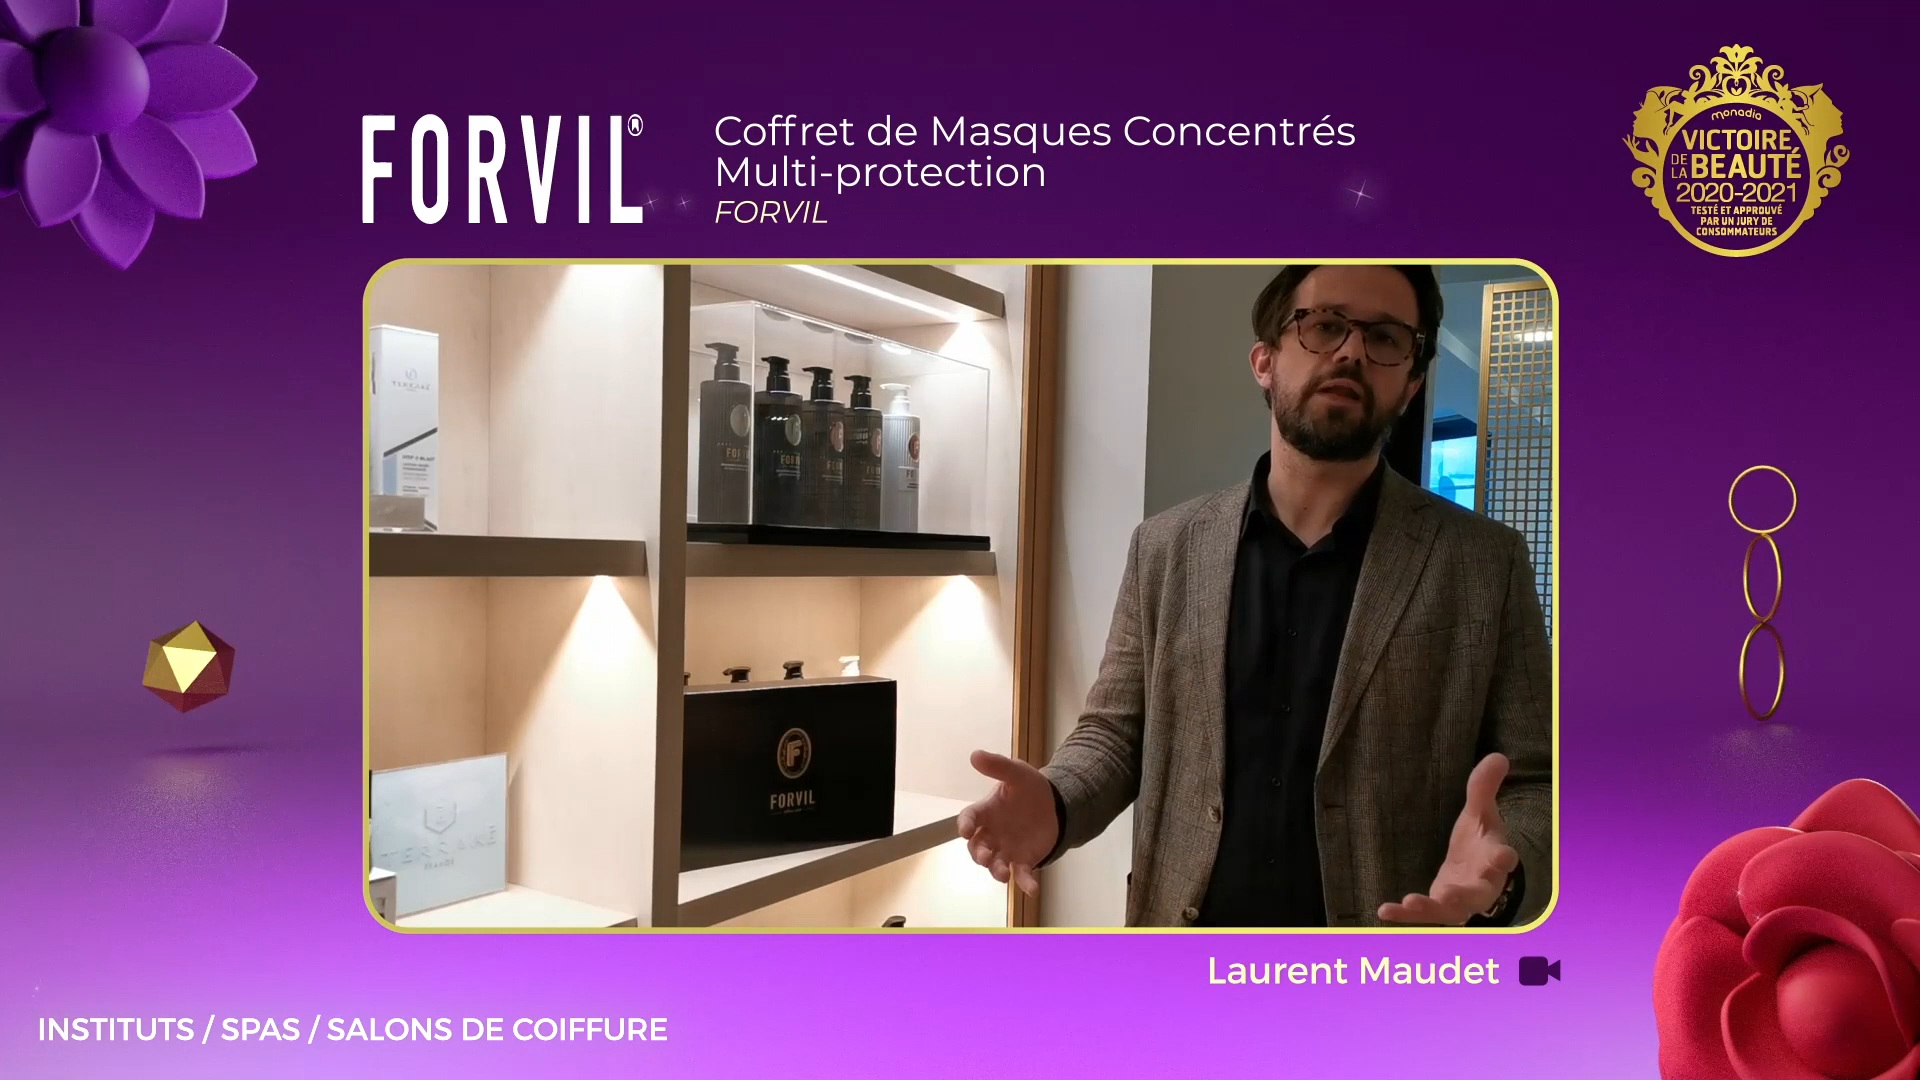 FORVIL®
Coffret de Masques Concentrés
Multi-protection
FORVIL
monadia
VICTOIRE
DE LA BEAUTÉ
2020-2021
TESTÉ ET APPROUVÉ
PAR UN JURY DE
CONSOMMATEURS
F
FORVIL
Laurent Maudet
INSTITUTS / SPAS / SALONS DE COIFFURE